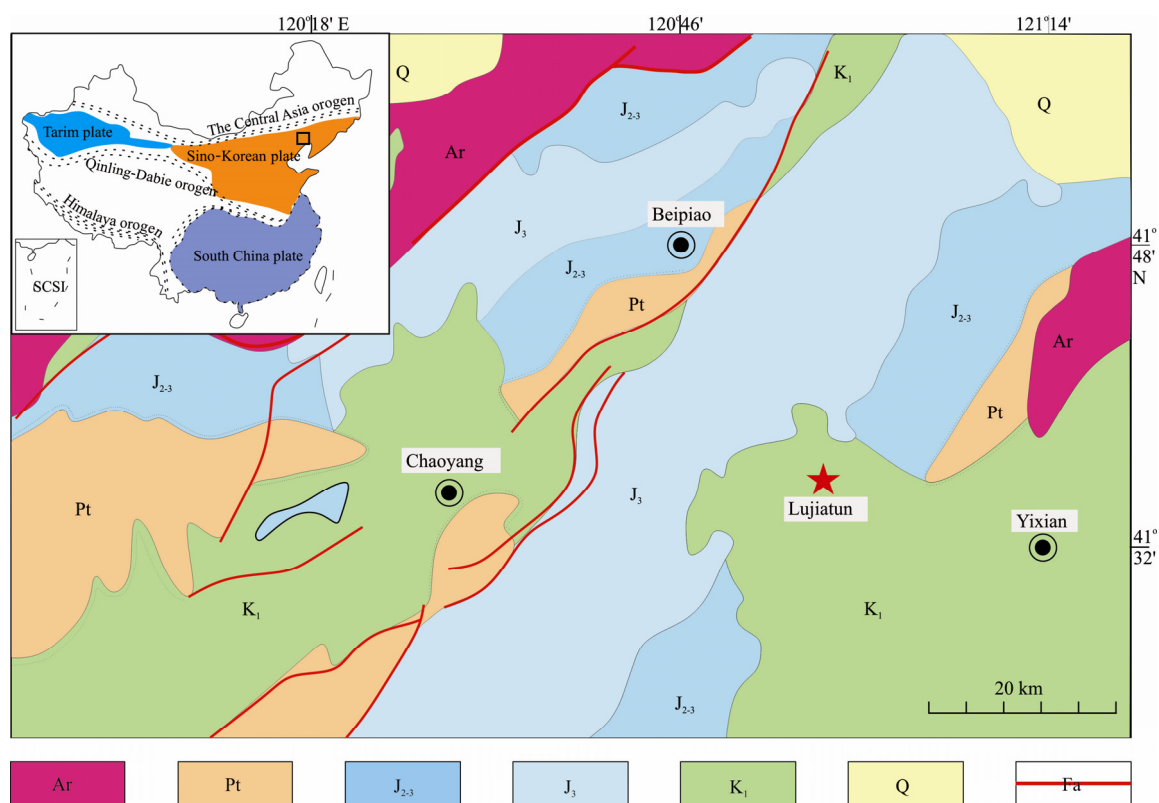 120°18' E
120°46'
121°14'
The Central Asia orogen
Tarim plate
Sino-Korean plate
Qinling-Dabie orogen
Himalaya orogen
South China plate
SCSI
Q
Ar
J2-3
K1
Q
Beipiao
J3
J2-3
Pt
41°
48'
N
J2-3
Ar
Pt
J2-3
Chaoyang
Pt
J3
Lujiatun
Yixian
41°
32'
K1
K1
J2-3
20 km
Ar
Pt
J2-3
J3
K1
Q
Fa